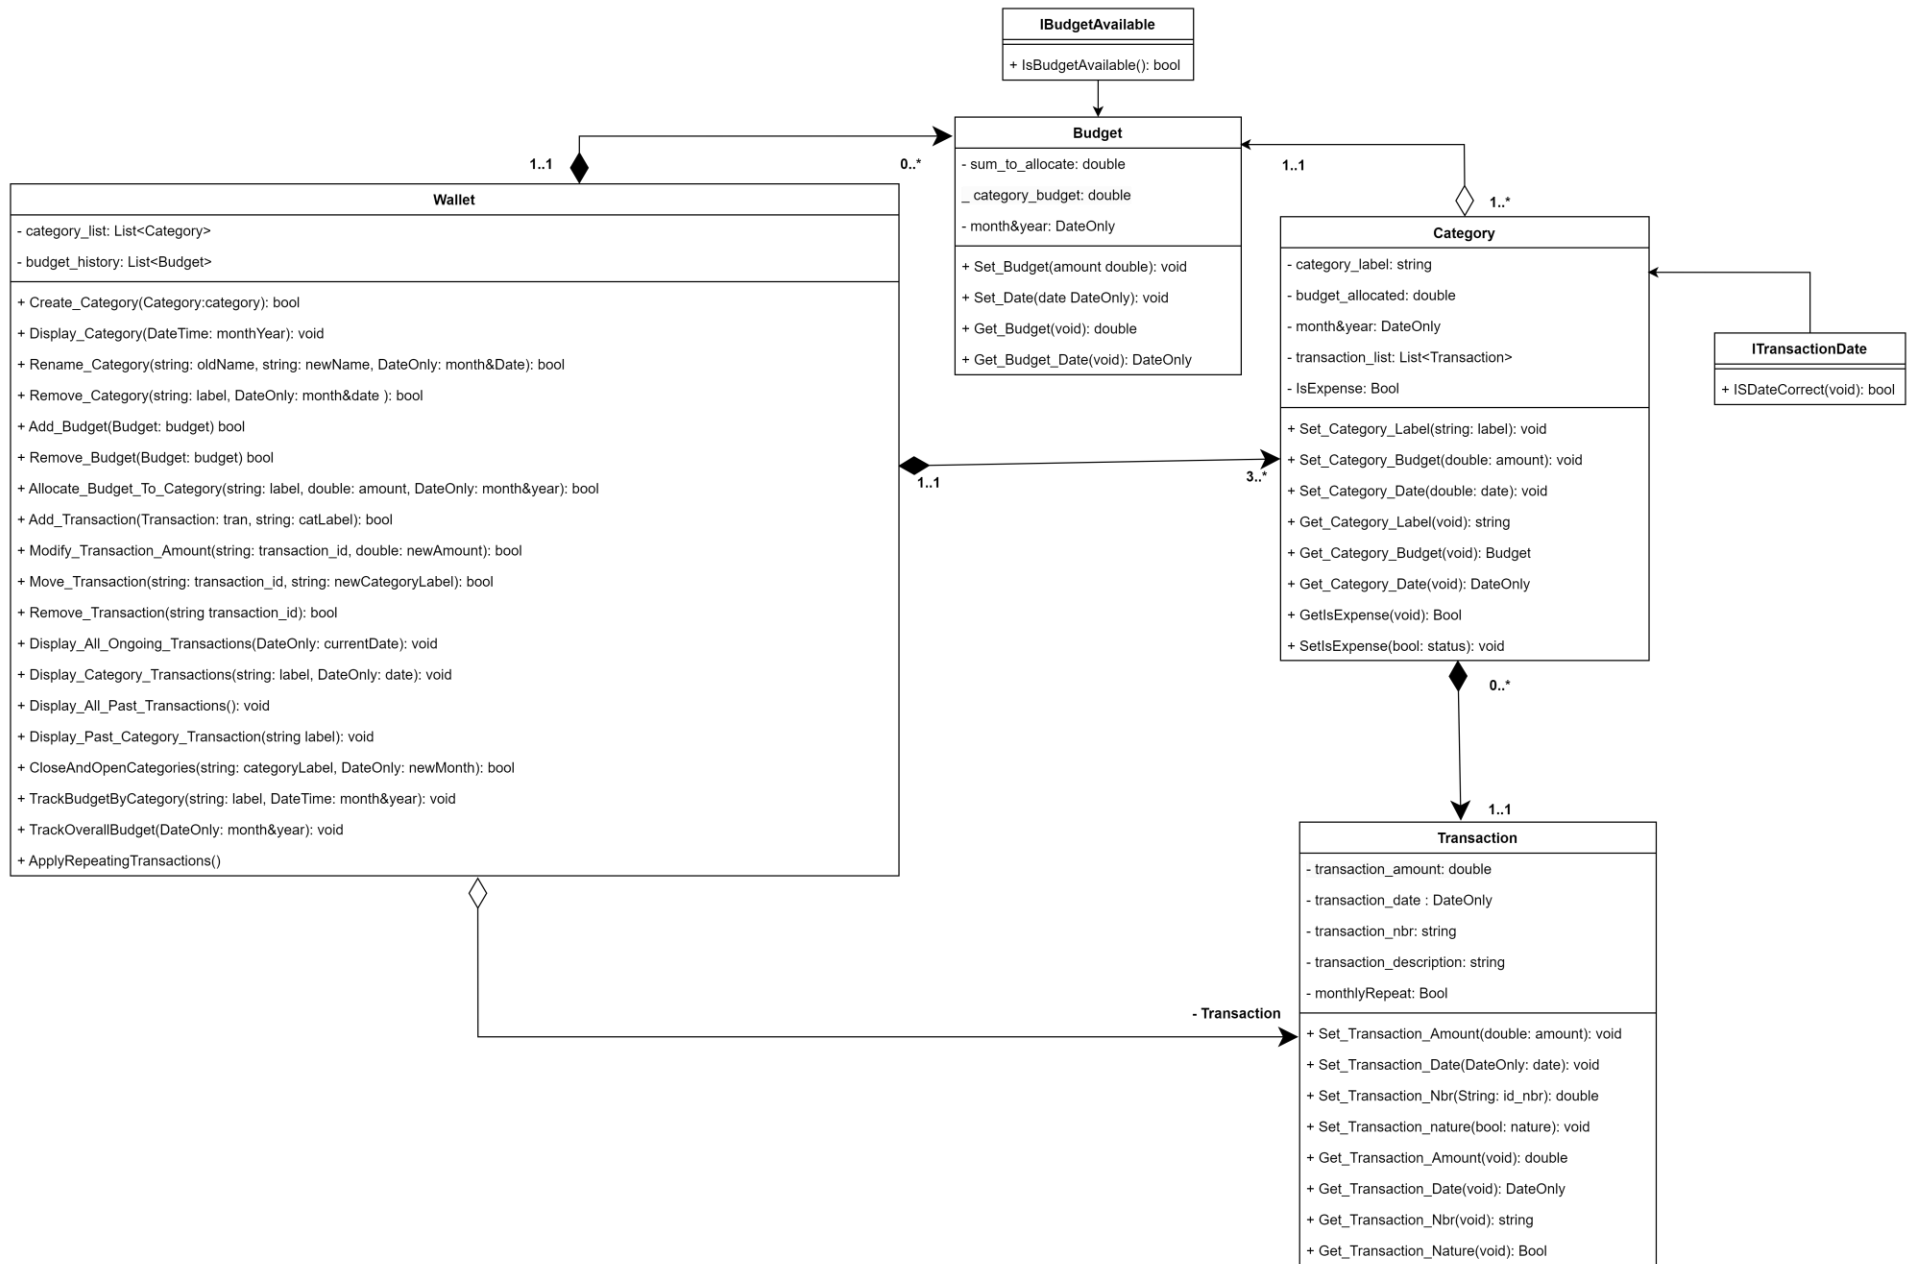 IBudgetAvailable
+ IsBudgetAvailable(): bool
Budget
- sum_to_allocate: double
_ category_budget: double
- month&year: DateOnly
+ Set_Budget(amount double): void
+ Set_Date(date DateOnly): void
+ Get_Budget(void): double
+ Get_Budget_Date(void): DateOnly
1..1
0..*
1..1
1..*
Wallet
- category_list: List<Category>
- budget_history: List<Budget>
+ Create_Category(Category:category): bool
+ Display_Category(DateTime: monthYear): void
+ Rename_Category(string: oldName, string: newName, DateOnly: month&Date): bool
+ Remove_Category(string: label, DateOnly: month&date ): bool
+ Add_Budget(Budget: budget) bool
+ Remove_Budget(Budget: budget) bool
+ Allocate_Budget_To_Category(string: label, double: amount, DateOnly: month&year): bool
+ Add_Transaction(Transaction: tran, string: catLabel): bool
+ Modify_Transaction_Amount(string: transaction_id, double: newAmount): bool
+ Move_Transaction(string: transaction_id, string: newCategoryLabel): bool
+ Remove_Transaction(string transaction_id): bool
+ Display_All_Ongoing_Transactions(DateOnly: currentDate): void
+ Display_Category_Transactions(string: label, DateOnly: date): void
+ Display_All_Past_Transactions(): void
+ Display_Past_Category_Transaction(string label): void
+ CloseAndOpenCategories(string: categoryLabel, DateOnly: newMonth): bool
+ TrackBudgetByCategory(string: label, DateTime: month&year): void
+ TrackOverallBudget(DateOnly: month&year): void
+ ApplyRepeatingTransactions()
1..1
3..*
Category
- category_label: string
- budget_allocated: double
- month&year: DateOnly
- transaction_list: List<Transaction>
- IsExpense: Bool
+ Set_Category_Label(string: label): void
+ Set_Category_Budget(double: amount): void
+ Set_Category_Date(double: date): void
+ Get_Category_Label(void): string
+ Get_Category_Budget(void): Budget
+ Get_Category_Date(void): DateOnly
+ GetIsExpense(void): Bool
+ SetIsExpense(bool: status): void
ITransactionDate
+ ISDateCorrect(void): bool
0..*
1..1
- Transaction
Transaction
- transaction_amount: double
- transaction_date : DateOnly
- transaction_nbr: string
- transaction_description: string
- monthlyRepeat: Bool
+ Set_Transaction_Amount(double: amount): void
+ Set_Transaction_Date(DateOnly: date): void
+ Set_Transaction_Nbr(String: id_nbr): double
+ Set_Transaction_nature(bool: nature): void
+ Get_Transaction_Amount(void): double
+ Get_Transaction_Date(void): DateOnly
+ Get_Transaction_Nbr(void): string
+ Get_Transaction_Nature(void): Bool